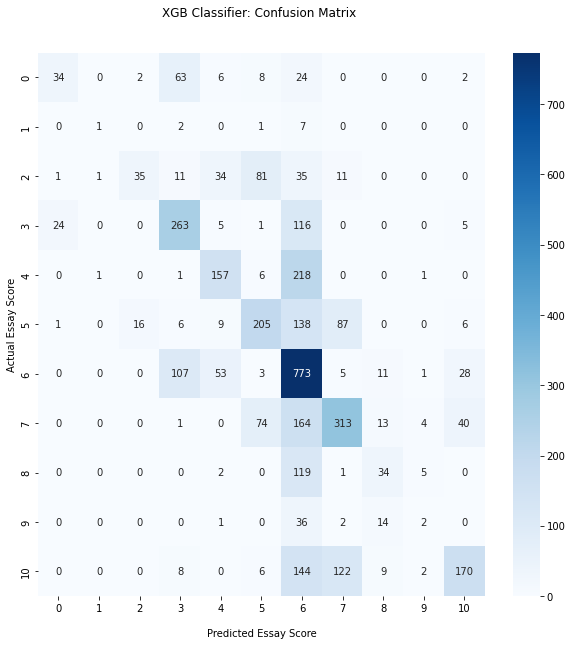 XGB Classifier: Confusion Matrix
0 34 0 2 63 6 8 24 0 0 0 2
1 0 1 0 2 0 1 7 0 0 0 0
2 1 1 35 11 34 81 35 11 0 0 0
3 24 0 0 263 5 1 116 0 0 0 5
4 0 1 0 1 157 6 218 0 0 1 0
5 1 0 16 6 9 205 138 87 0 0 6
6 0 0 0 107 53 3 773 5 11 1 28
7 0 0 0 1 0 74 164 313 13 4 40
8 0 0 0 0 2 0 119 1 34 5 0
9 0 0 0 0 1 0 36 2 14 2 0
10 0 0 0 8 0 6 144 122 9 2 170
0 1 2 3 4 5 6 7 8 9 10
Actual Essay Score
Predicted Essay Score
700
600
500
400
300
200
100
0